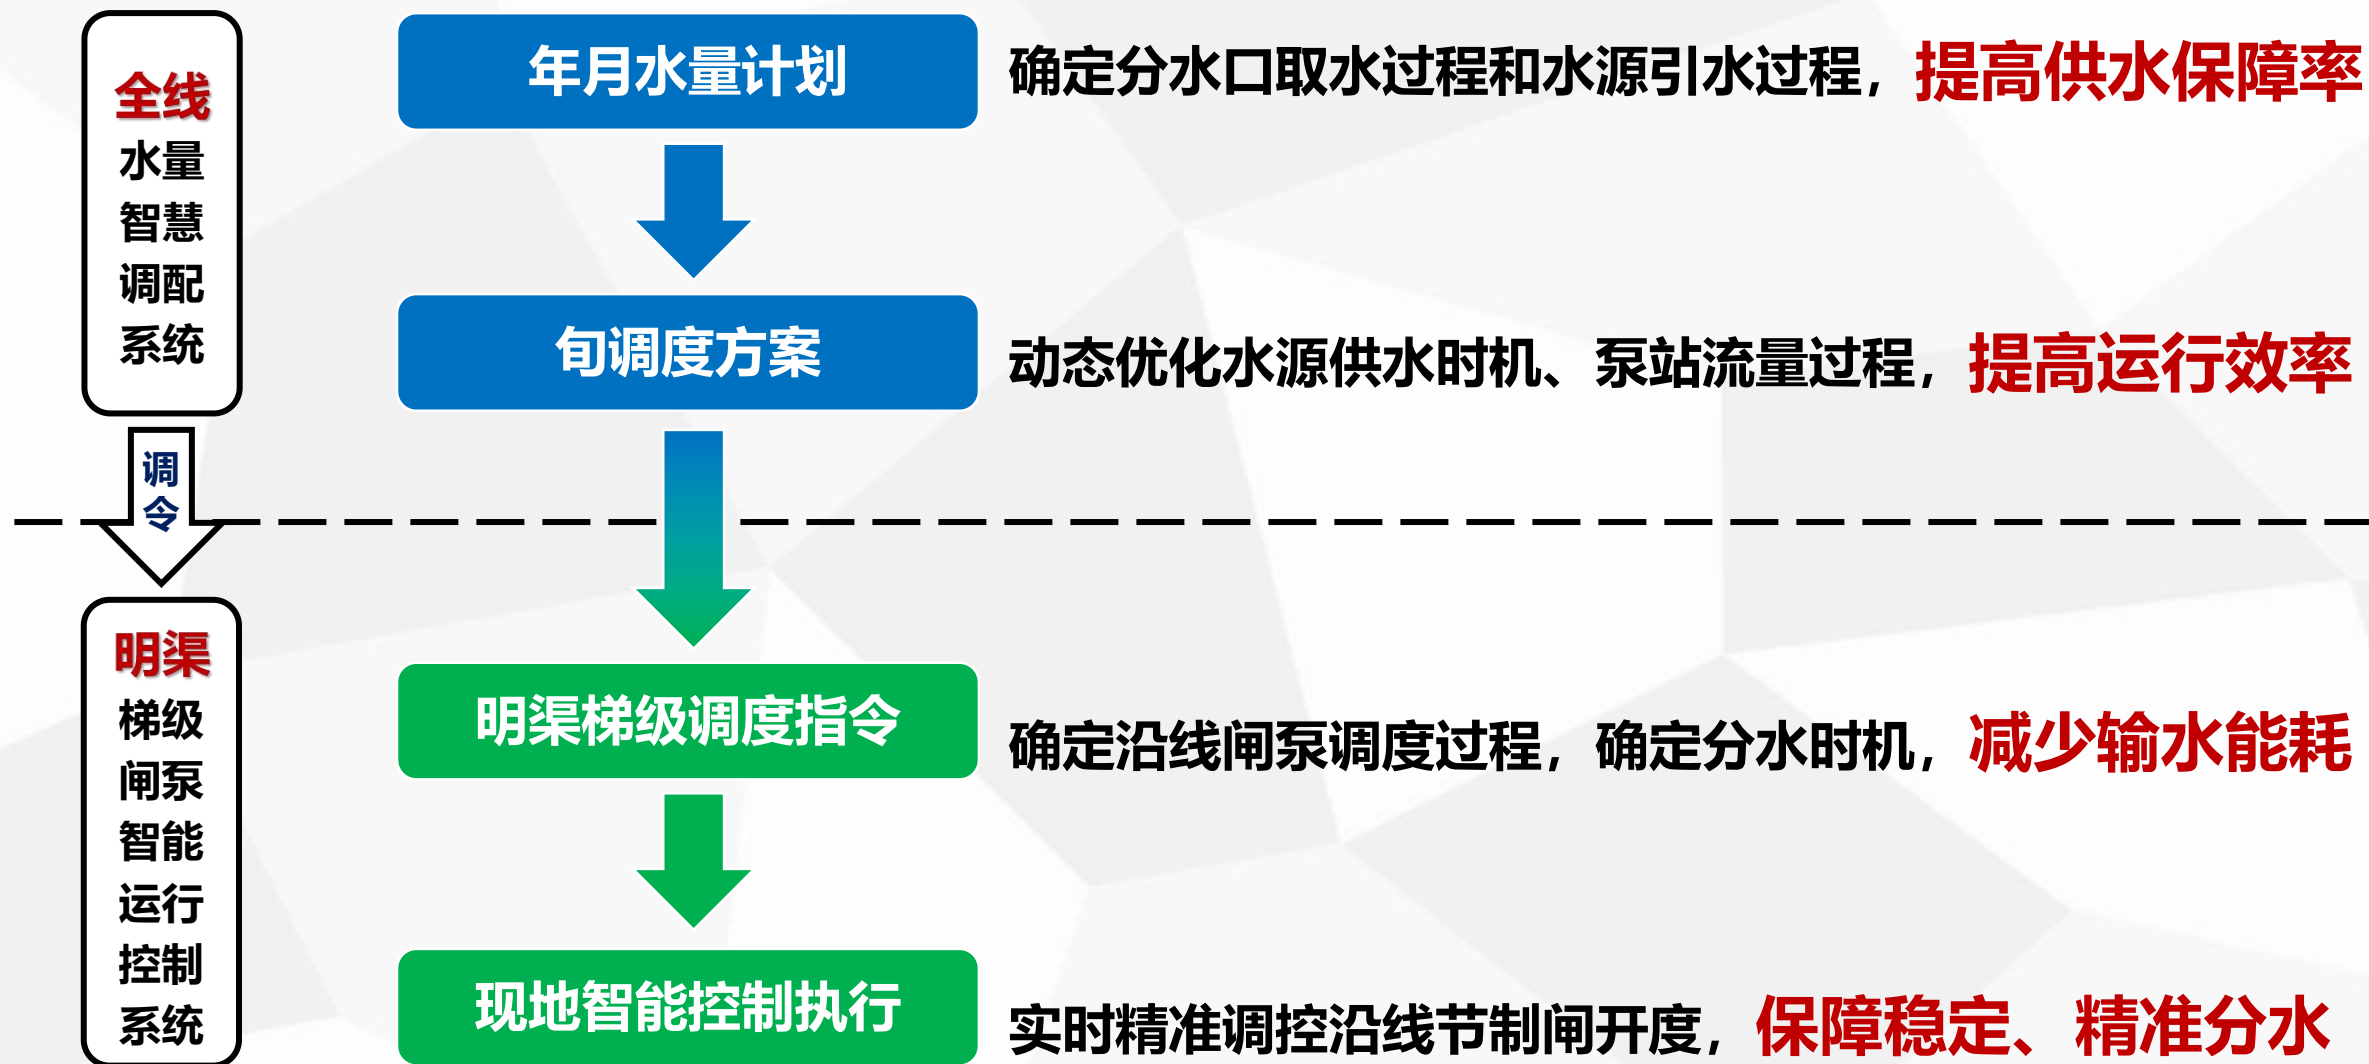 全线
水量
智慧
调配
系统
调
令
明渠
梯级
闸泵
智能
运行
控制
系统
年月水量计划
确定分水口取水过程和水源引水过程，提高供水保障率
旬调度方案
动态优化水源供水时机、泵站流量过程，提高运行效率
明渠梯级调度指令
确定沿线闸泵调度过程，确定分水时机，减少输水能耗
现地智能控制执行
实时精准调控沿线节制闸开度，保障稳定、精准分水